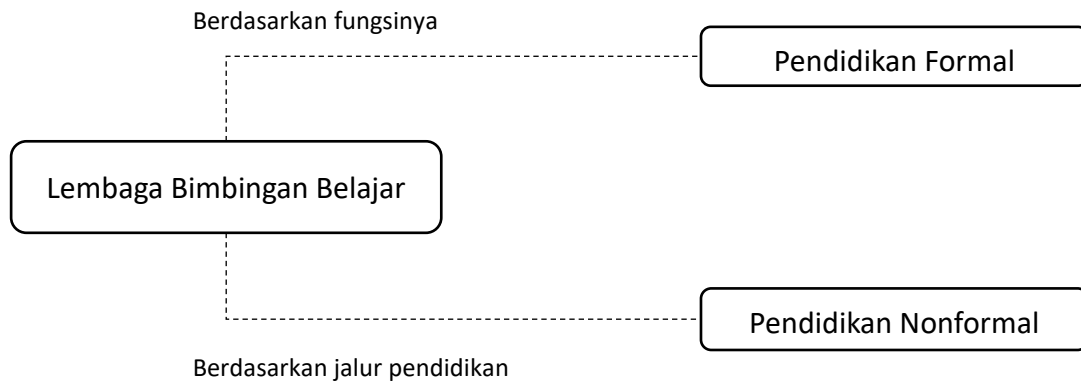 Berdasarkan fungsinya
Pendidikan Formal
Lembaga Bimbingan Belajar
Pendidikan Nonformal
Berdasarkan jalur pendidikan